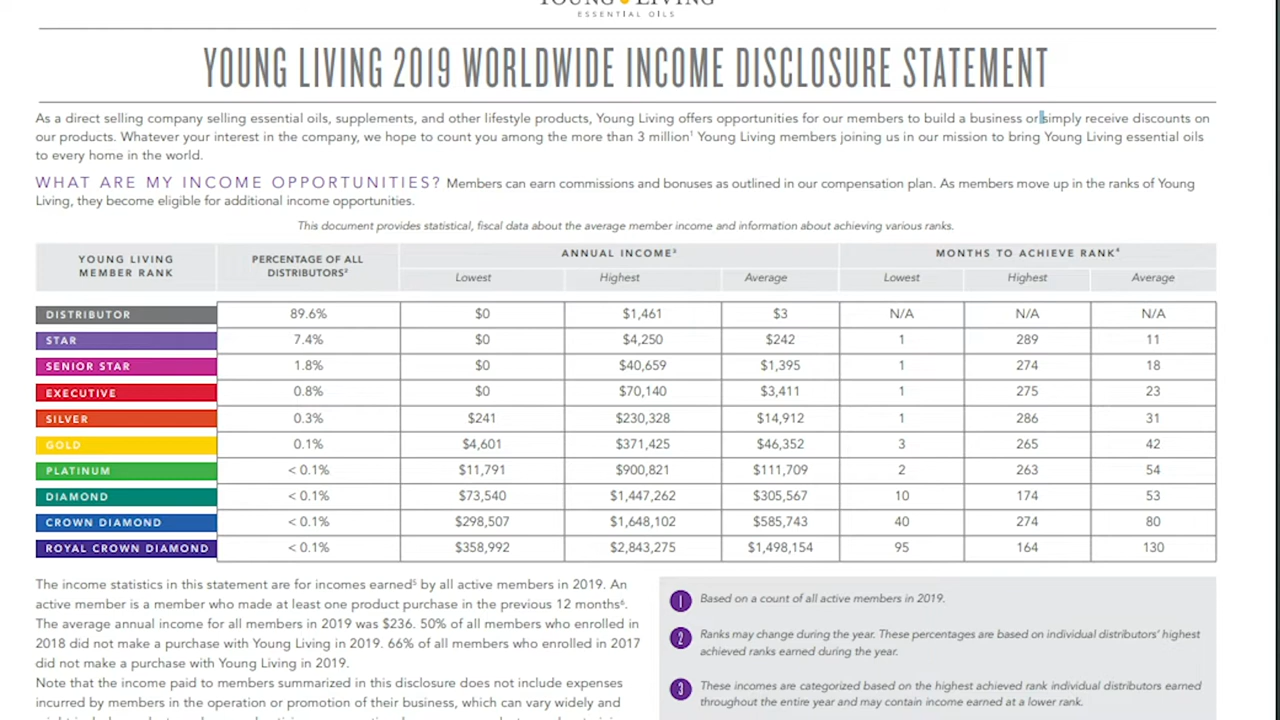 YOUNG LIVING
ESSENTIAL OILS
YOUNG LIVING 2019 WORLDWIDE INCOME DISCLOSURE STATEMENT
As a direct selling company selling essential oils, supplements, and other lifestyle products, Young Living offers opportunities for our members to build a business or simply receive discounts on
our products. Whatever your interest in the company, we hope to count you among the more than 3 million¹ Young Living members joining us in our mission to bring Young Living essential oils
to every home in the world.
WHAT ARE MY INCOME OPPORTUNITIES? Members can earn commissions and bonuses as outlined in our compensation plan. As members move up in the ranks of Young
Living, they become eligible for additional income opportunities.
This document provides statistical, fiscal data about the average member income and information about achieving various ranks.
YOUNG LIVING MEMBER RANK PERCENTAGE OF ALL DISTRIBUTORS² ANNUAL INCOME³ MONTHS TO ACHIEVE RANK⁴
Lowest Highest Average Lowest Highest Average
DISTRIBUTOR 89.6% $0 $1,461 $3 N/A N/A N/A
STAR 7.4% $0 $4,250 $242 1 289 11
SENIOR STAR 1.8% $0 $40,659 $1,395 1 274 18
EXECUTIVE 0.8% $0 $70,140 $3,411 1 275 23
SILVER 0.3% $241 $230,328 $14,912 1 286 31
GOLD 0.1% $4,601 $371,425 $46,352 3 265 42
PLATINUM < 0.1% $11,791 $900,821 $111,709 2 263 54
DIAMOND < 0.1% $73,540 $1,447,262 $305,567 10 174 53
CROWN DIAMOND < 0.1% $298,507 $1,648,102 $585,743 40 274 80
ROYAL CROWN DIAMOND < 0.1% $358,992 $2,843,275 $1,498,154 95 164 130
The income statistics in this statement are for incomes earned⁵ by all active members in 2019. An
active member is a member who made at least one product purchase in the previous 12 months⁶.
The average annual income for all members in 2019 was $236. 50% of all members who enrolled in
2018 did not make a purchase with Young Living in 2019. 66% of all members who enrolled in 2017
did not make a purchase with Young Living in 2019.
Note that the income paid to members summarized in this disclosure does not include expenses
incurred by members in the operation or promotion of their business, which can vary widely and
1 Based on a count of all active members in 2019.
2 Ranks may change during the year. These percentages are based on individual distributors' highest
achieved ranks earned during the year.
3 These incomes are categorized based on the highest achieved rank individual distributors earned
throughout the entire year and may contain income earned at a lower rank.